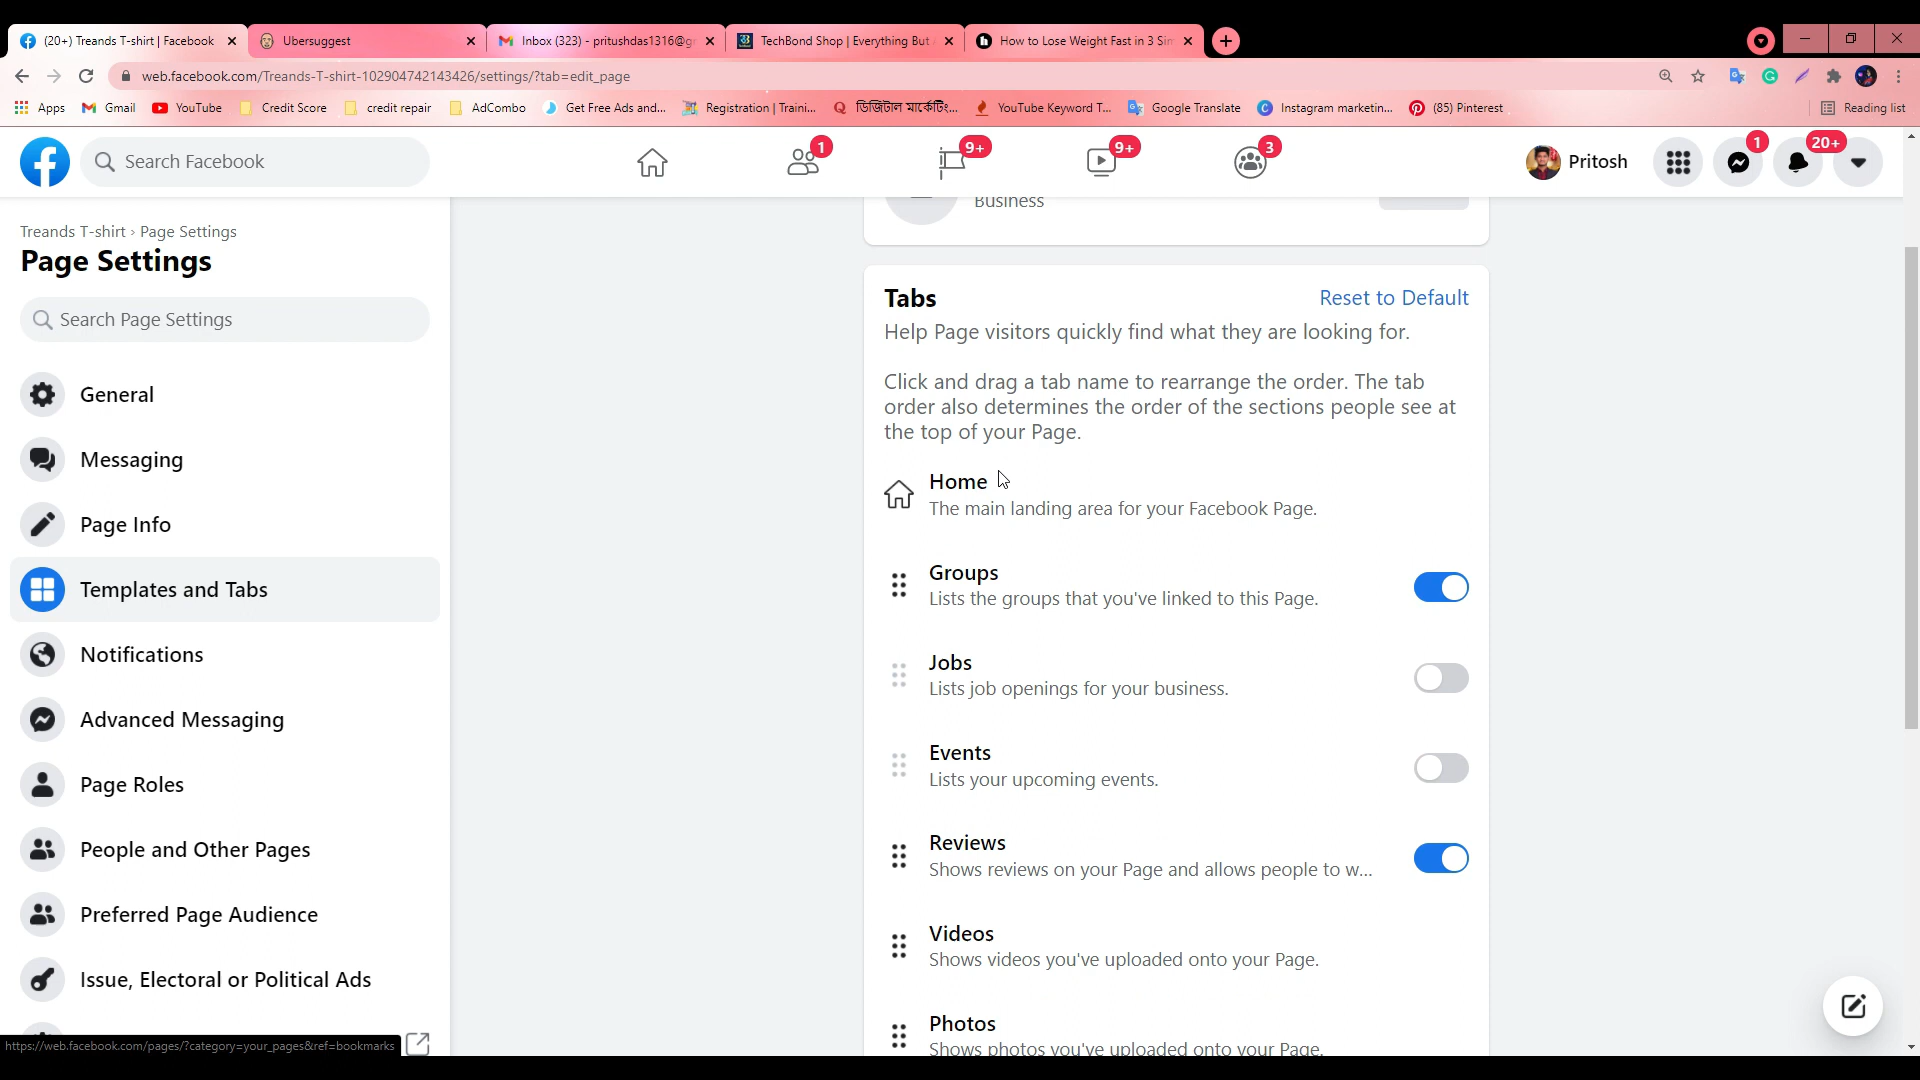 (20+) Treands T-shirt | Facebook
Ubersuggest
Inbox (323) - pritushdas1316@g
TechBond Shop | Everything But
How to Lose Weight Fast in 3 Sim
web.facebook.com/Treands-T-shirt-102904742143426/settings/?tab=edit_page
Apps
Gmail
YouTube
Credit Score
credit repair
AdCombo
Get Free Ads and...
Registration | Traini...
ডিজিটাল মার্কেটিং...
YouTube Keyword T...
Google Translate
Instagram marketin...
(85) Pinterest
Reading list
Search Facebook
1
9+
9+
3
Pritosh
1
20+
Treands T-shirt › Page Settings
Page Settings
Search Page Settings
General
Messaging
Page Info
Templates and Tabs
Notifications
Advanced Messaging
Page Roles
People and Other Pages
Preferred Page Audience
Issue, Electoral or Political Ads
https://web.facebook.com/pages/?category=your_pages&ref=bookmarks
Business
Tabs
Reset to Default
Help Page visitors quickly find what they are looking for.
Click and drag a tab name to rearrange the order. The tab
order also determines the order of the sections people see at
the top of your Page.
Home
The main landing area for your Facebook Page.
Groups
Lists the groups that you've linked to this Page.
Jobs
Lists job openings for your business.
Events
Lists your upcoming events.
Reviews
Shows reviews on your Page and allows people to w...
Videos
Shows videos you've uploaded onto your Page.
Photos
Shows photos you've uploaded onto your Page.